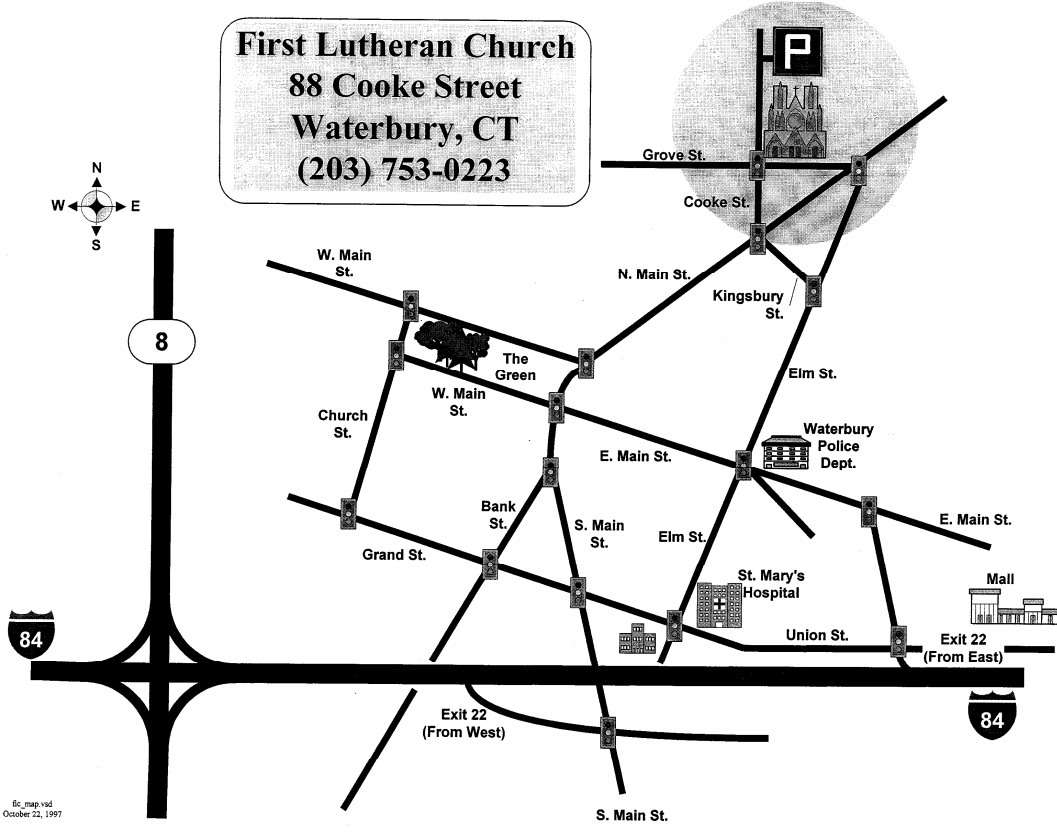 First Lutheran Church
88 Cooke Street
Waterbury, CT
(203) 753-0223
P
Grove St.
Cooke St.
N
W
E
S
W. Main
St.
N. Main St.
Kingsbury
St.
8
The
Green
W. Main
St.
Elm St.
Church
St.
Waterbury
Police
Dept.
E. Main St.
Bank
St.
S. Main
St.
E. Main St.
Grand St.
Elm St.
St. Mary's
Hospital
Mall
84
Union St.
Exit 22
(From East)
Exit 22
(From West)
84
flc_map.vsd
October 22, 1997
S. Main St.